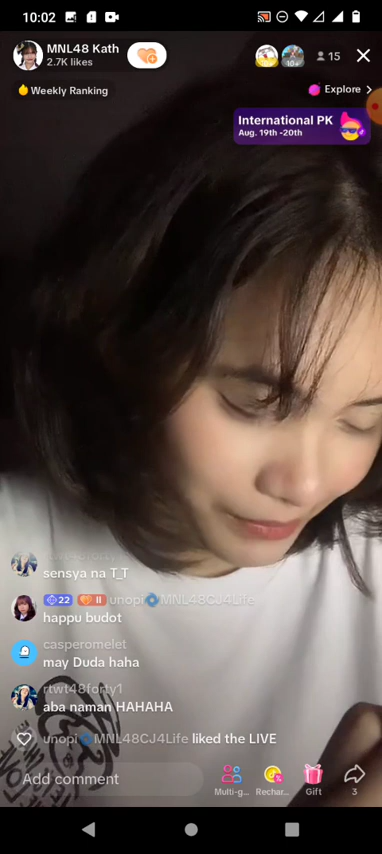 10:02
MNL48 Kath
2.7K likes
10+
15
Weekly Ranking
Explore
International PK
Aug. 19th -20th
sensya na T_T
22 II unopi💠MNL48CJ4Life
happu budot
casperomelet
may Duda haha
rtwt48forty1
aba naman HAHAHA
unopi💠MNL48CJ4Life liked the LIVE
Add comment
Multi-g...
Rechar...
Gift
3